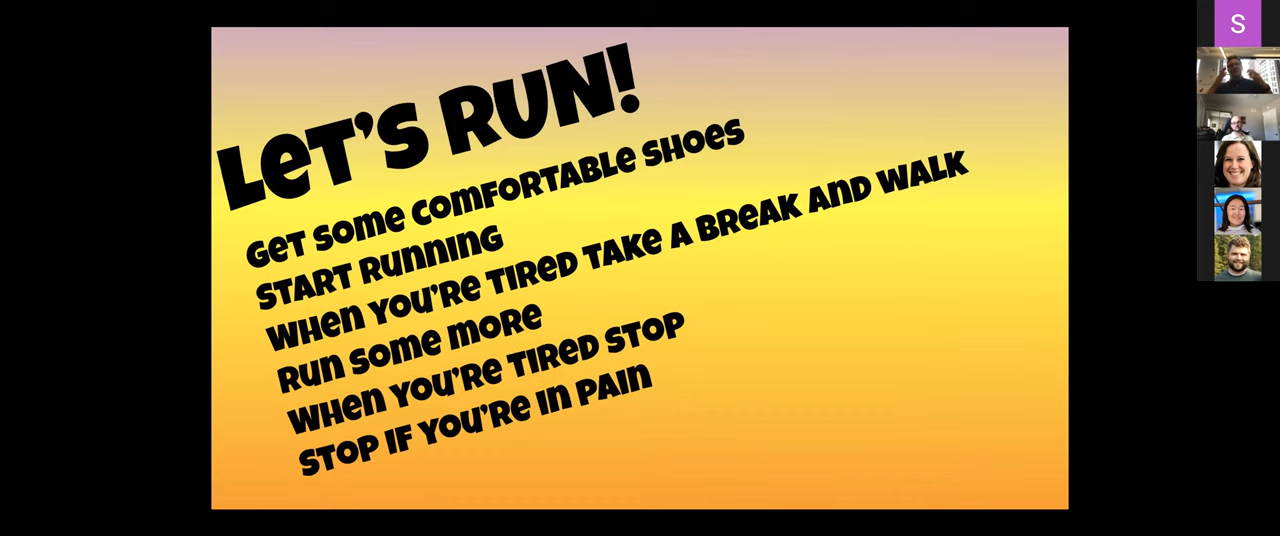 LET'S RUN!
GET SOME COMFORTABLE SHOES
START RUNNING
WHEN YOU'RE TIRED TAKE A BREAK AND WALK
RUN SOME MORE
WHEN YOU'RE TIRED STOP
STOP IF YOU'RE IN PAIN
S